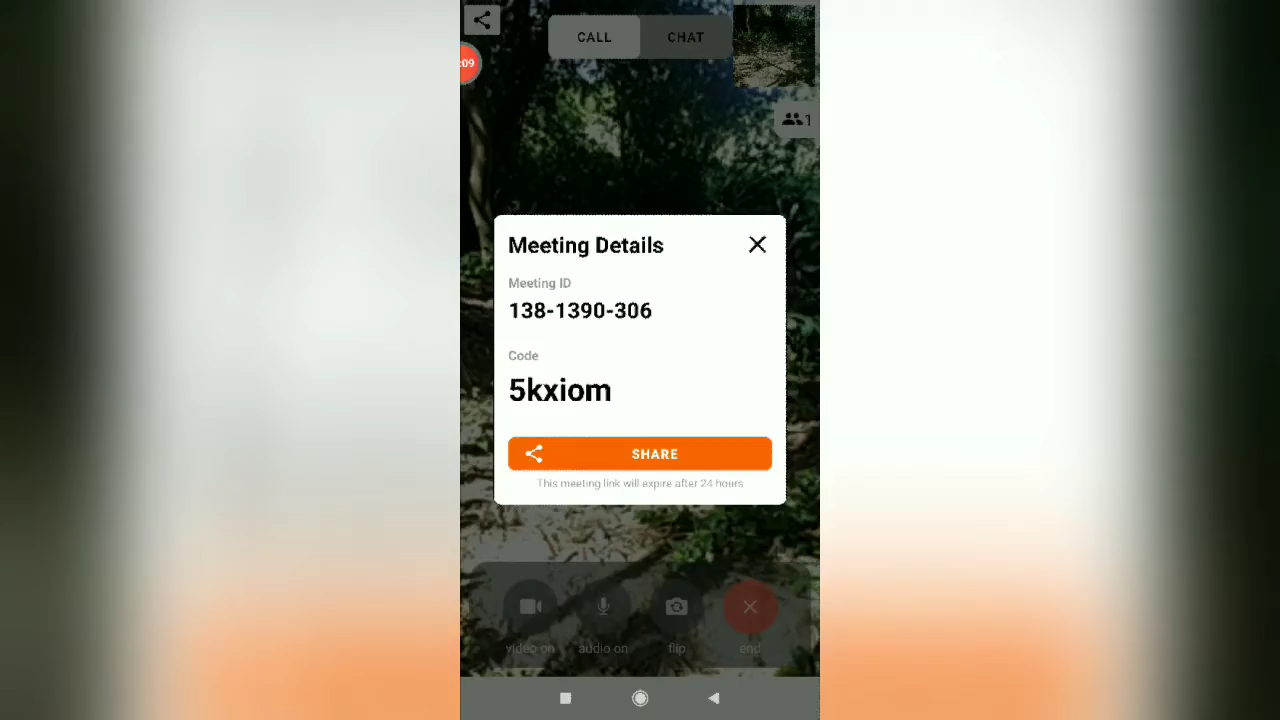 CALL CHAT
:09
1
Meeting Details
Meeting ID
138-1390-306
Code
5kxiom
SHARE
This meeting link will expire after 24 hours
video on audio on flip end